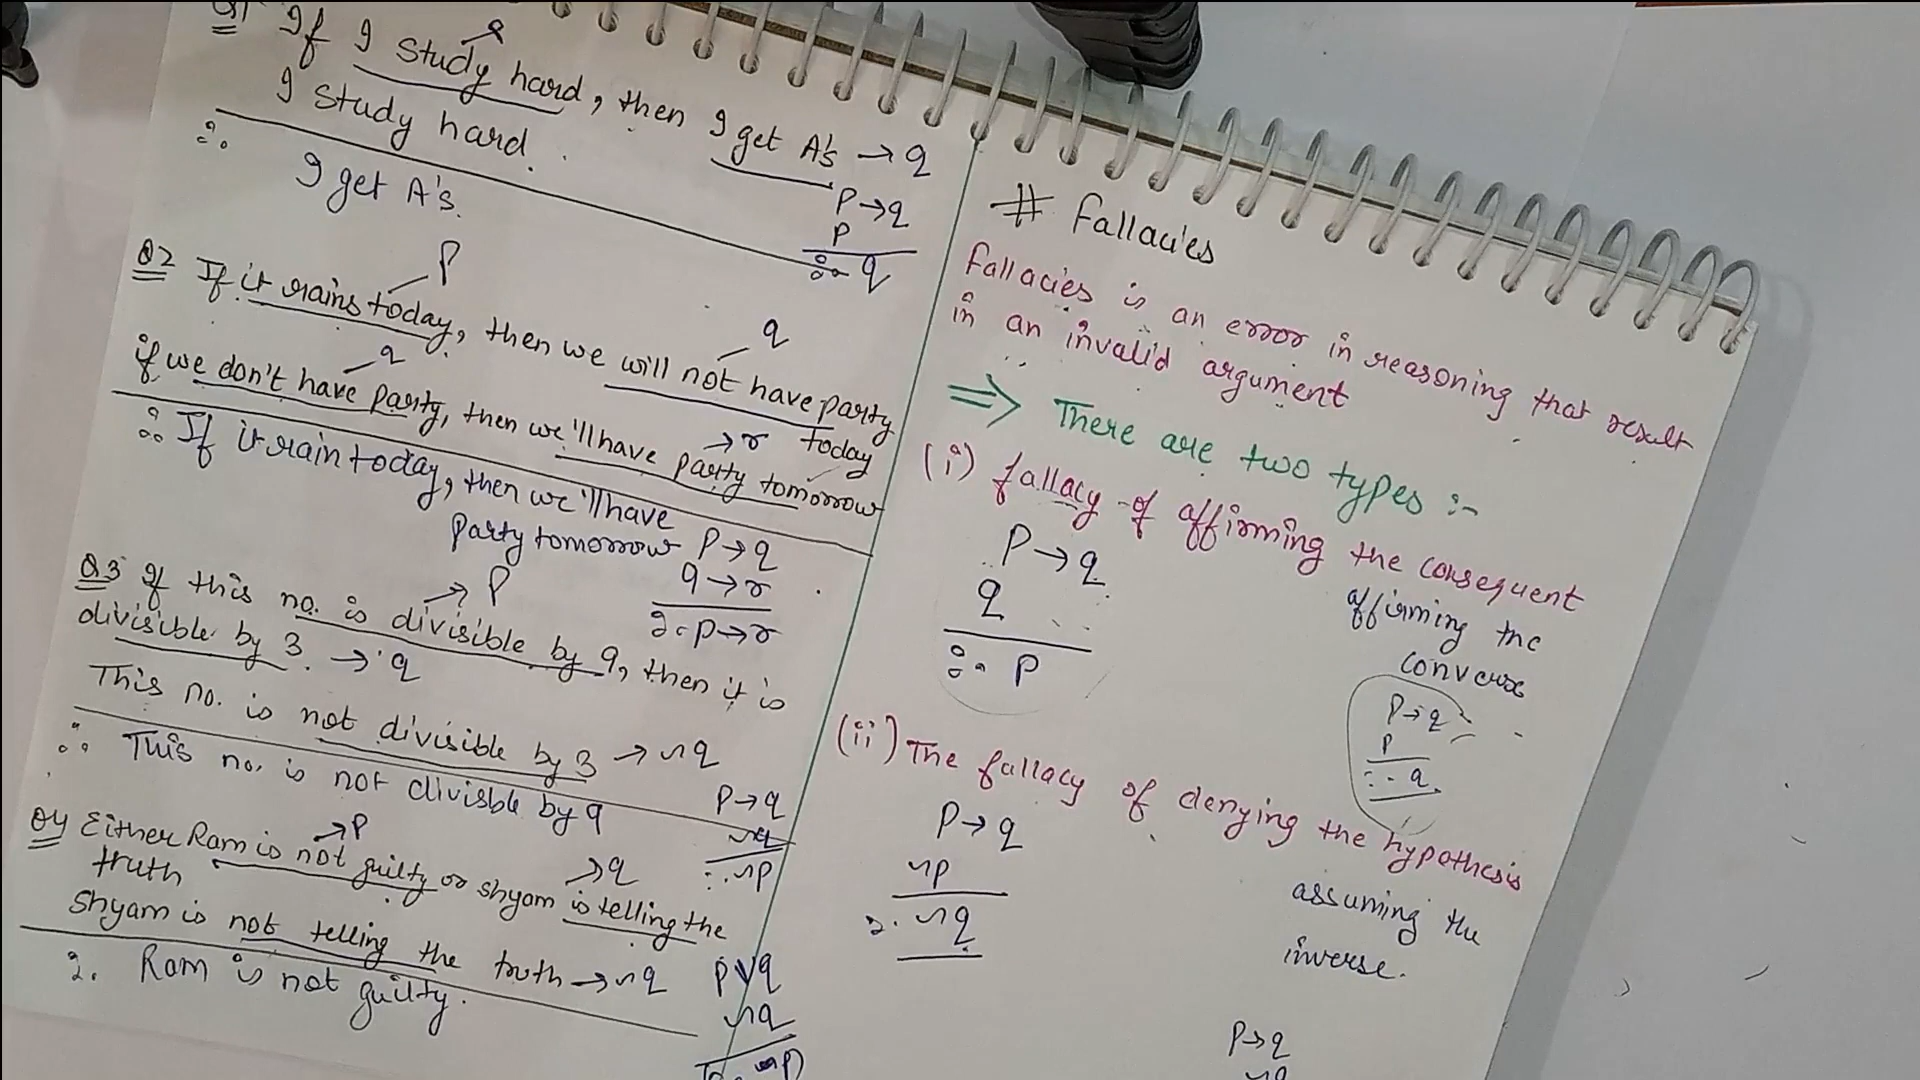 Q1 If I study hard, then I get A's → q
I study hard.
∴ I get A's.
p→q
p
∴ q
Q2 If it rains today, then we will not have party today
p
q
if we don't have party, then we'll have party tomorrow
q
→ r
∴ If it rain today, then we'll have party tomorrow
p→q
q→r
∴ p→r
Q3 If this no. is divisible by 9, then it is
→ p
divisible by 3. → q
This no. is not divisible by 3 → ~q
∴ This no. is not divisble by 9
p→q
~q
∴ ~p
Q4 Either Ram is not guilty or shyam is telling the
→p
→q
truth
Shyam is not telling the truth → ~q
∴ Ram is not guilty.
p∨q
~q
# Fallacies
Fallacies is an error in reasoning that result
in an invalid argument
⇒ There are two types :-
(i) fallacy of affirming the consequent
p→q
q
∴ p
affirming the
converse
p→q
p
∴ q
(ii) The fallacy of denying the hypothesis
p→q
~p
∴ ~q
assuming the
inverse.
p→q